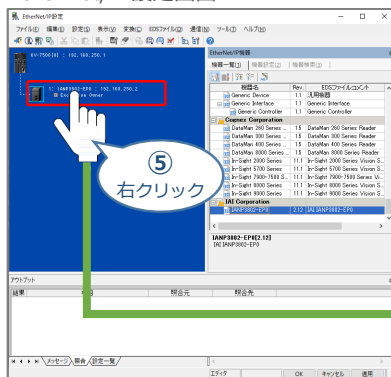 EtherNet/IP設定
ファイル(F) 編集(E) 設定(S) 表示(V) 変換(O) EDSファイル(D) 通信(N) ツール(T) ヘルプ(H)
KV-7500[0] : 192.168.250.1
1: IANP3802-EP0 : 192.168.250.2
Owner
⑤
右クリック
EtherNet/IP機器
機器一覧(1) 機器設定(2) 機器検索(3)
機器名 Rev. EDSファイルコメント
Generic Device 1.1 汎用機器
Generic Interface 1.1 Generic Interface
Generic Controller 1.1 Generic Controller
Cognex Corporation
DataMan 260 Series ... 1.5 DataMan 260 Series Reader
DataMan 300 Series ... 1.5 DataMan 300 Series Reader
DataMan 400 Series ... 1.5 DataMan 400 Series Reader
DataMan 8000 Series ... 1.5 DataMan 8000 Series Reader
In-Sight 2000 Series 11.1 In-Sight 2000 Series Vision S...
In-Sight 5700 Series 11.1 In-Sight 5700 Series Vision S...
In-Sight 7900-7500 S... 11.1 In-Sight 7900-7500 Series Vi...
In-Sight 8000 Series 11.1 In-Sight 8000 Series Vision S...
In-Sight 9000 Series 11.1 In-Sight 9000 Series Vision S...
IAI Corporation
IANP3802-EP0 2.12 IAI IANP3802-EP0
IANP3802-EP0[2.12]
IAI IANP3802-EP0
アウトプット
結果 項目 照合元 照合先
メッセージ 照合 設定一覧
エディタ OK キャンセル 適用